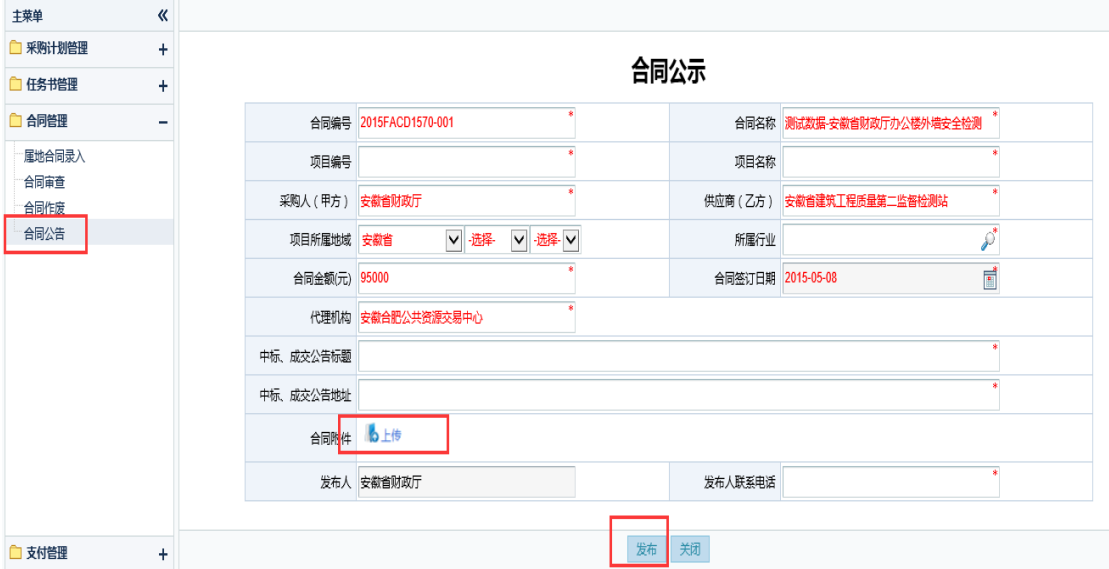 主菜单 «
采购计划管理 +
任务书管理 +
合同管理 −
属地合同录入
合同审查
合同作废
合同公告
支付管理 +
合同公示
合同编号 2015FACD1570-001 * 合同名称 测试数据-安徽省财政厅办公楼外墙安全检测 *
项目编号 * 项目名称 *
采购人（甲方） 安徽省财政厅 * 供应商（乙方） 安徽省建筑工程质量第二监督检测站 *
项目所属地域 安徽省 -选择- -选择- 所属行业 *
合同金额(元) 95000 * 合同签订日期 2015-05-08 *
代理机构 安徽合肥公共资源交易中心 *
中标、成交公告标题 *
中标、成交公告地址 *
合同附件 上传
发布人 安徽省财政厅 发布人联系电话 *
发布 关闭